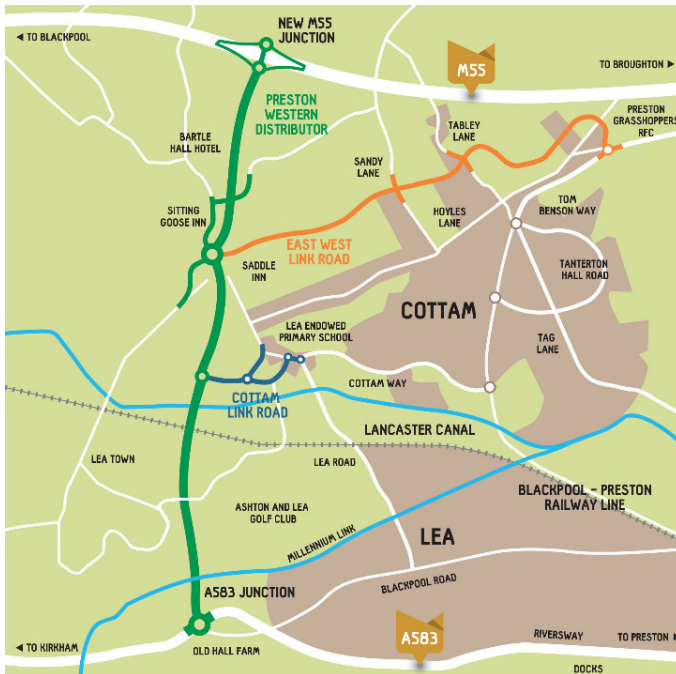 NEW M55
JUNCTION
◄ TO BLACKPOOL
M55
TO BROUGHTON ►
PRESTON
WESTERN
DISTRIBUTOR
PRESTON
GRASSHOPPERS
RFC
TABLEY
LANE
BARTLE
HALL HOTEL
SANDY
LANE
SITTING
GOOSE INN
HOYLES
LANE
TOM
BENSON WAY
EAST WEST
LINK ROAD
SADDLE
INN
TANTERTON
HALL ROAD
COTTAM
LEA ENDOWED
PRIMARY SCHOOL
TAG
LANE
COTTAM WAY
COTTAM
LINK ROAD
LANCASTER CANAL
LEA TOWN
LEA ROAD
BLACKPOOL - PRESTON
RAILWAY LINE
ASHTON AND LEA
GOLF CLUB
MILLENNIUM LINK
LEA
BLACKPOOL ROAD
A583 JUNCTION
A583
RIVERSWAY
◄ TO KIRKHAM
OLD HALL FARM
TO PRESTON ►
DOCKS